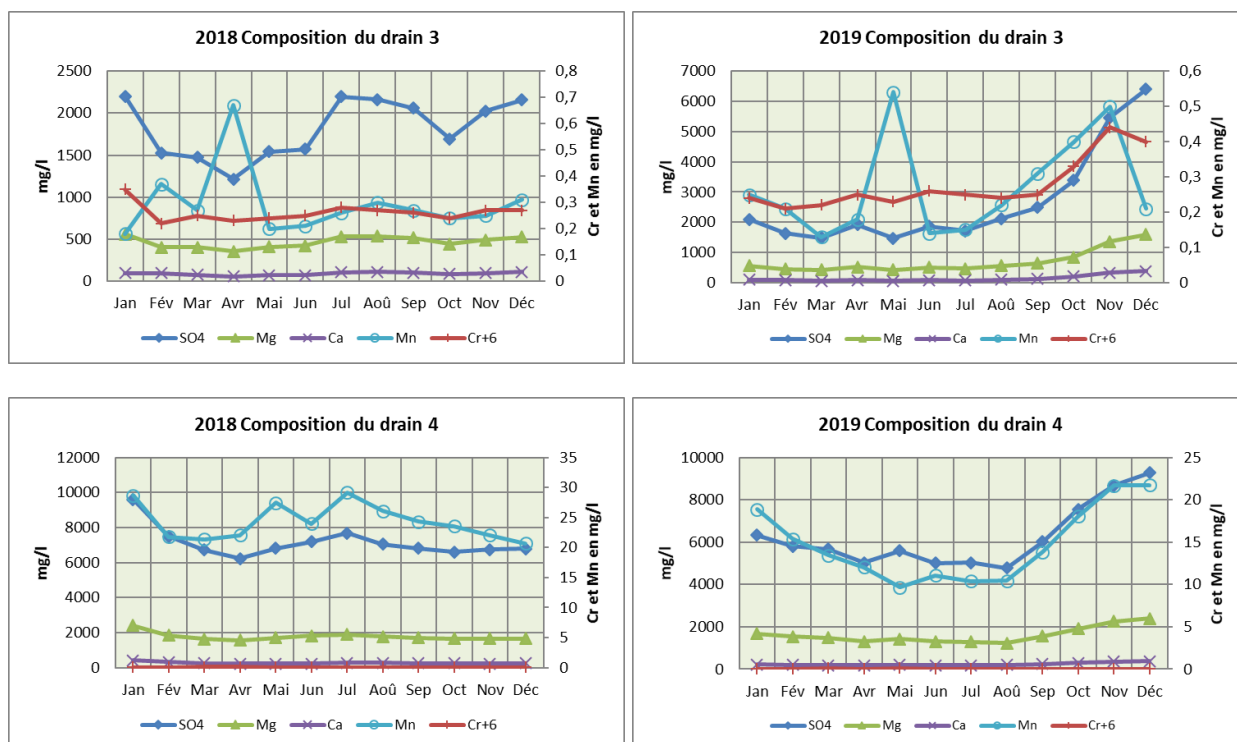 2018 Composition du drain 3
2500
2000
1500
1000
500
0
mg/l
0,8
0,7
0,6
0,5
0,4
0,3
0,2
0,1
0
Cr et Mn en mg/l
Jan Fév Mar Avr Mai Jun Jul Aoû Sep Oct Nov Déc
SO4 Mg Ca Mn Cr+6
2019 Composition du drain 3
7000
6000
5000
4000
3000
2000
1000
0
mg/l
0,6
0,5
0,4
0,3
0,2
0,1
0
Cr et Mn en mg/l
Jan Fév Mar Avr Mai Jun Jul Aoû Sep Oct Nov Déc
SO4 Mg Ca Mn Cr+6
2018 Composition du drain 4
12000
10000
8000
6000
4000
2000
0
mg/l
35
30
25
20
15
10
5
0
Cr et Mn en mg/l
Jan Fév Mar Avr Mai Jun Jul Aoû Sep Oct Nov Déc
SO4 Mg Ca Mn Cr+6
2019 Composition du drain 4
10000
8000
6000
4000
2000
0
mg/l
25
20
15
10
5
0
Cr et Mn en mg/l
Jan Fév Mar Avr Mai Jun Jul Aoû Sep Oct Nov Déc
SO4 Mg Ca Mn Cr+6